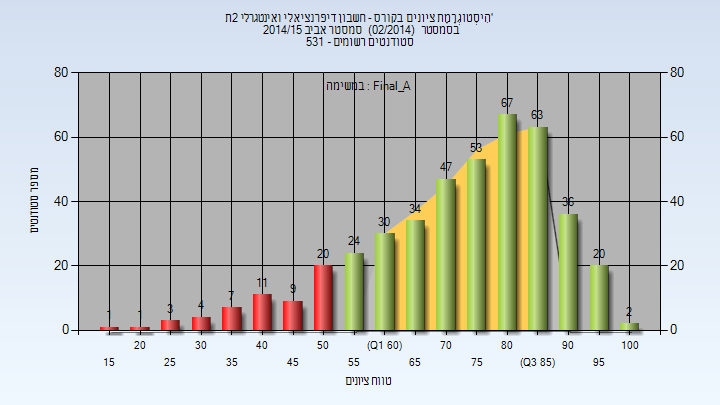 הִיסְטוֹגְרָמַת ציונים בקורס - חשבון דיפרנציאלי ואינטגרלי 2ת'
בסמסטר (02/2014) סמסטר אביב 2014/15
סטודנטים רשומים - 531
במשימה : Final_A
80 80
60 60
40 40
20 20
0 0
1 1 3 4 7 11 9 20 24 30 34 47 53 67 63 36 20 2
מספר סטודנטים
20 30 40 50 (Q1 60) 70 80 90 100
15 25 35 45 55 65 75 (Q3 85) 95
טווח ציונים